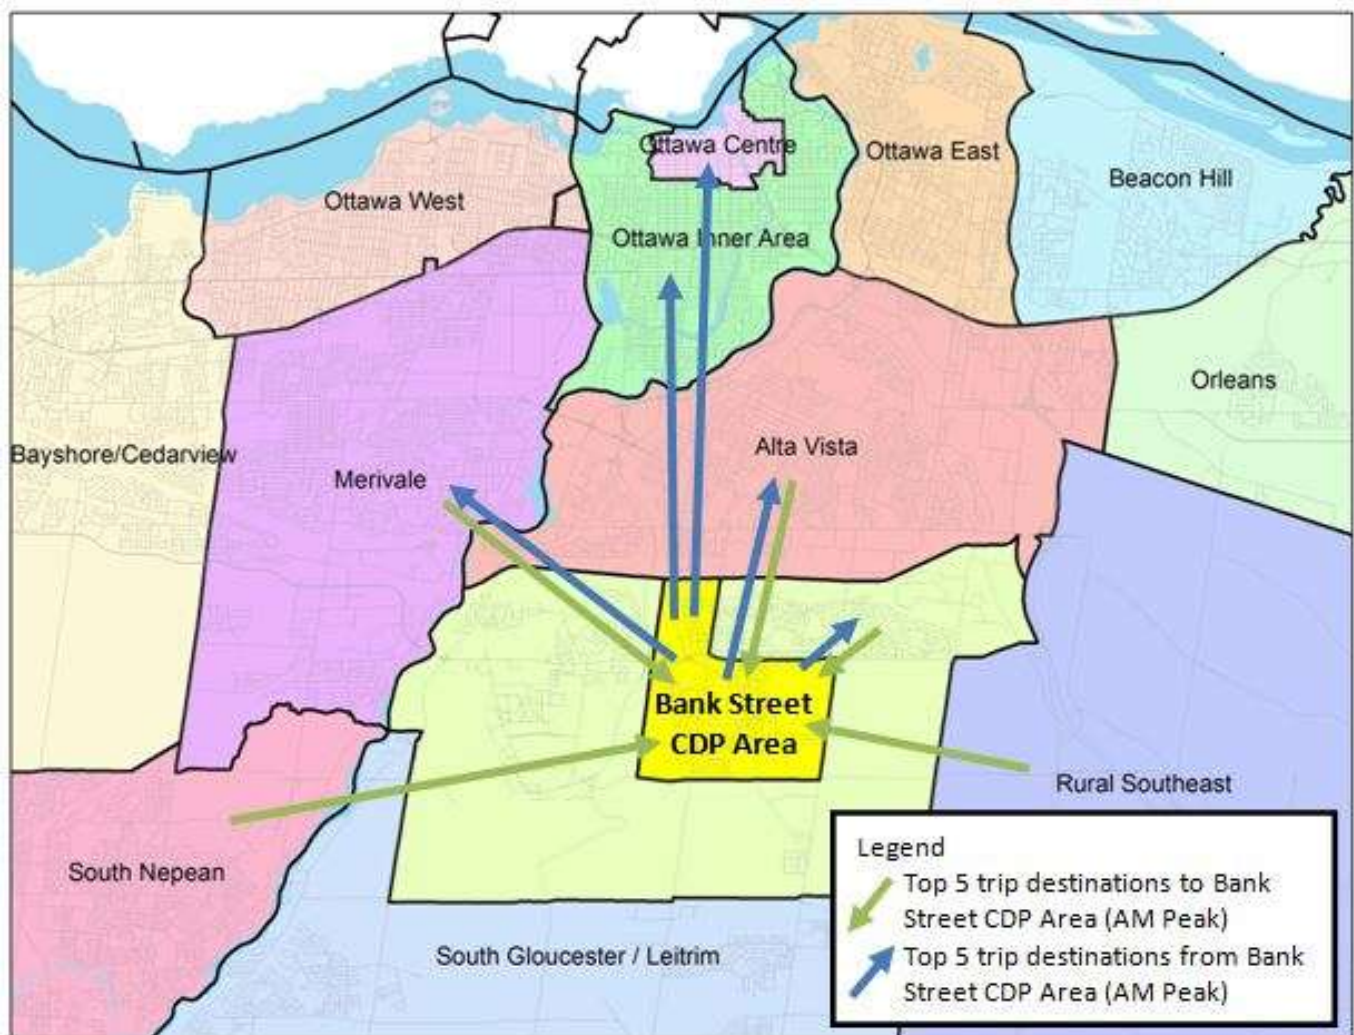 Ottawa Centre
Ottawa East
Beacon Hill
Ottawa West
Ottawa Inner Area
Orleans
Bayshore/Cedarview
Merivale
Alta Vista
Bank Street
CDP Area
Rural Southeast
South Nepean
South Gloucester / Leitrim
Legend
Top 5 trip destinations to Bank
Street CDP Area (AM Peak)
Top 5 trip destinations from Bank
Street CDP Area (AM Peak)